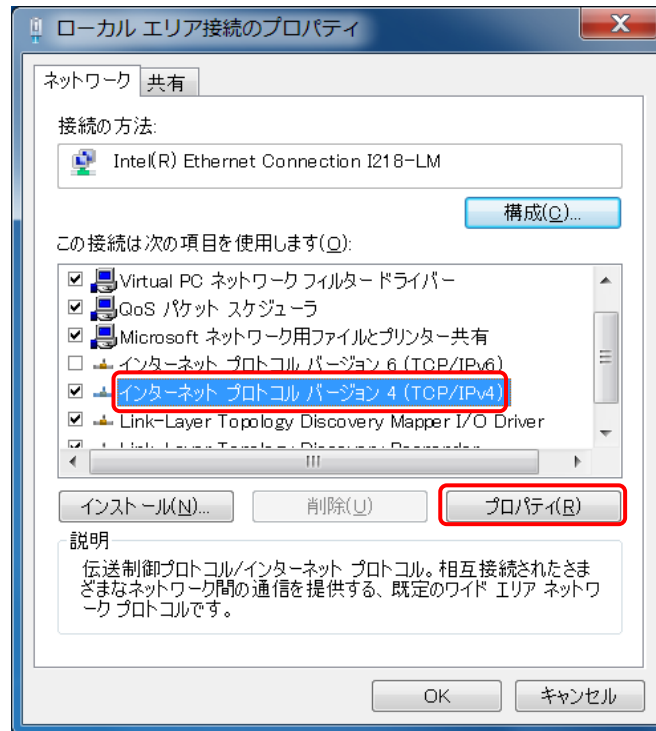 ローカル エリア接続のプロパティ
ネットワーク
共有
接続の方法:
Intel(R) Ethernet Connection I218-LM
構成(C)...
この接続は次の項目を使用します(O):
Virtual PC ネットワーク フィルター ドライバー
QoS パケット スケジューラ
Microsoft ネットワーク用ファイルとプリンター共有
インターネット プロトコル バージョン 6 (TCP/IPv6)
インターネット プロトコル バージョン 4 (TCP/IPv4)
Link-Layer Topology Discovery Mapper I/O Driver
Link-Layer Topology Discovery Responder
インストール(N)...
削除(U)
プロパティ(R)
説明
伝送制御プロトコル/インターネット プロトコル。相互接続されたさま
ざまなネットワーク間の通信を提供する、既定のワイド エリア ネットワ
ーク プロトコルです。
OK
キャンセル